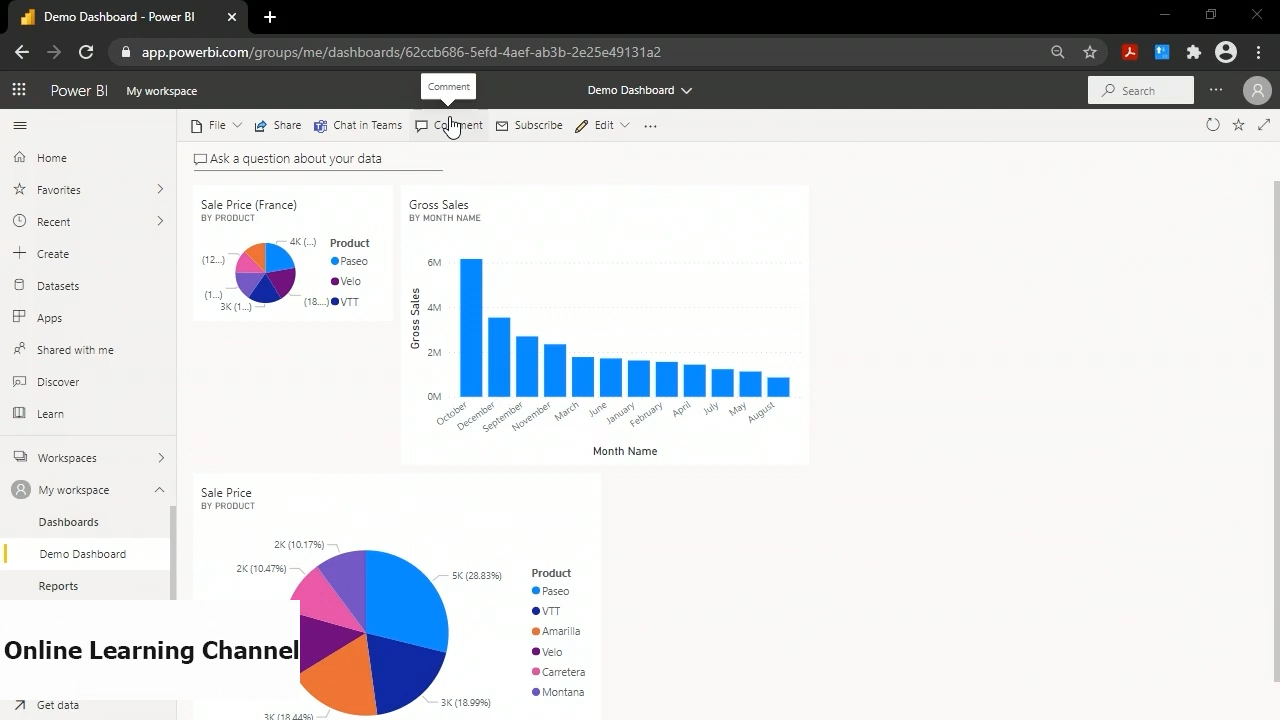 Demo Dashboard - Power BI
app.powerbi.com/groups/me/dashboards/62ccb686-5efd-4aef-ab3b-2e25e49131a2
Comment
Power BI My workspace Demo Dashboard Search
File Share Chat in Teams Comment Subscribe Edit
Ask a question about your data
Home
Favorites
Recent
Create
Datasets
Apps
Shared with me
Discover
Learn
Workspaces
My workspace
Dashboards
Demo Dashboard
Reports
Get data
Sale Price (France)
BY PRODUCT
4K (...)
(12...)
(1...)
3K (1...)
(18....)
Product
Paseo
Velo
VTT
Gross Sales
BY MONTH NAME
Gross Sales
6M
4M
2M
0M
October December September November March June January February April July May August
Month Name
Sale Price
BY PRODUCT
2K (10.17%)
2K (10.47%)
5K (28.83%)
3K (18.99%)
3K (18.44%)
Product
Paseo
VTT
Amarilla
Velo
Carretera
Montana
Online Learning Channel